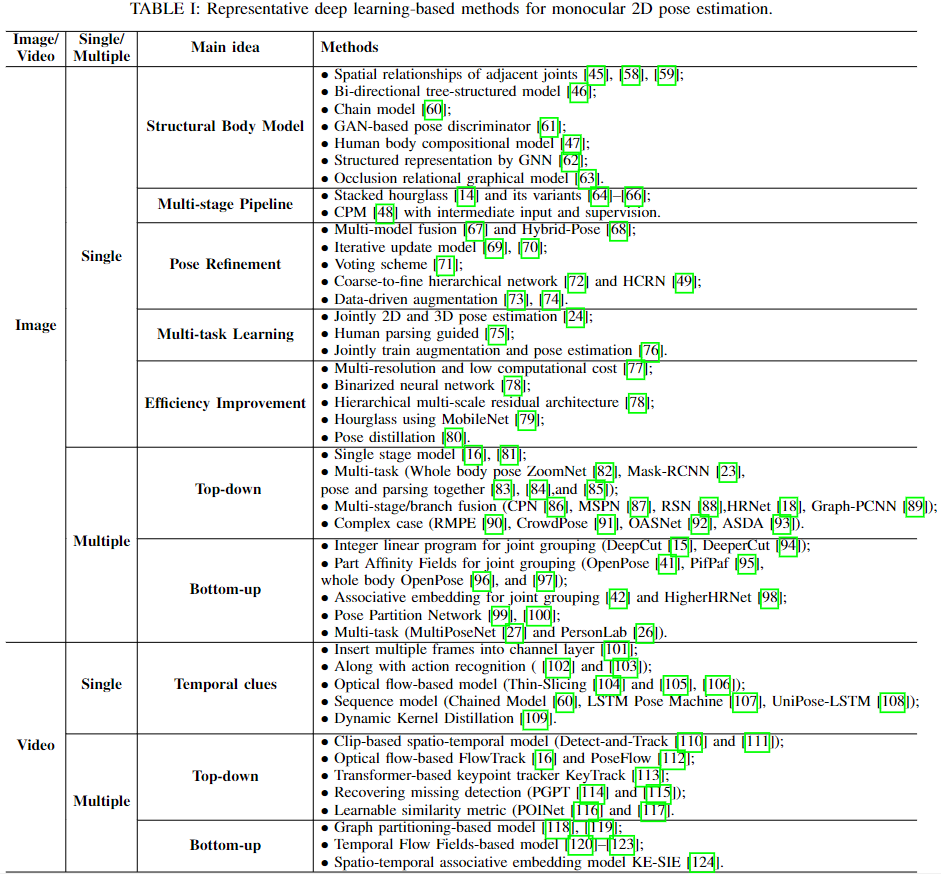 TABLE I: Representative deep learning-based methods for monocular 2D pose estimation.
Image/ Video
Single/ Multiple
Main idea
Methods
Image
Single
Structural Body Model
• Spatial relationships of adjacent joints [45], [58], [59];
• Bi-directional tree-structured model [46];
• Chain model [60];
• GAN-based pose discriminator [61];
• Human body compositional model [47];
• Structured representation by GNN [62];
• Occlusion relational graphical model [63].
Multi-stage Pipeline
• Stacked hourglass [14] and its variants [64]–[66];
• CPM [48] with intermediate input and supervision.
Pose Refinement
• Multi-model fusion [67] and Hybrid-Pose [68];
• Iterative update model [69], [70];
• Voting scheme [71];
• Coarse-to-fine hierarchical network [72] and HCRN [49];
• Data-driven augmentation [73], [74].
Multi-task Learning
• Jointly 2D and 3D pose estimation [24];
• Human parsing guided [75];
• Jointly train augmentation and pose estimation [76].
Efficiency Improvement
• Multi-resolution and low computational cost [77];
• Binarized neural network [78];
• Hierarchical multi-scale residual architecture [78];
• Hourglass using MobileNet [79];
• Pose distillation [80].
Multiple
Top-down
• Single stage model [16], [81];
• Multi-task (Whole body pose ZoomNet [82], Mask-RCNN [23],
pose and parsing together [83], [84],and [85]);
• Multi-stage/branch fusion (CPN [86], MSPN [87], RSN [88],HRNet [18], Graph-PCNN [89]);
• Complex case (RMPE [90], CrowdPose [91], OASNet [92], ASDA [93]).
Bottom-up
• Integer linear program for joint grouping (DeepCut [15], DeeperCut [94]);
• Part Affinity Fields for joint grouping (OpenPose [41], PifPaf [95],
whole body OpenPose [96], and [97]);
• Associative embedding for joint grouping [42] and HigherHRNet [98];
• Pose Partition Network [99], [100];
• Multi-task (MultiPoseNet [27] and PersonLab [26]).
Video
Single
Temporal clues
• Insert multiple frames into channel layer [101];
• Along with action recognition ( [102] and [103]);
• Optical flow-based model (Thin-Slicing [104] and [105], [106]);
• Sequence model (Chained Model [60], LSTM Pose Machine [107], UniPose-LSTM [108]);
• Dynamic Kernel Distillation [109].
Multiple
Top-down
• Clip-based spatio-temporal model (Detect-and-Track [110] and [111]);
• Optical flow-based FlowTrack [16] and PoseFlow [112];
• Transformer-based keypoint tracker KeyTrack [113];
• Recovering missing detection (PGPT [114] and [115]);
• Learnable similarity metric (POINet [116] and [117].
Bottom-up
• Graph partitioning-based model [118], [119];
• Temporal Flow Fields-based model [120]–[123];
• Spatio-temporal associative embedding model KE-SIE [124].